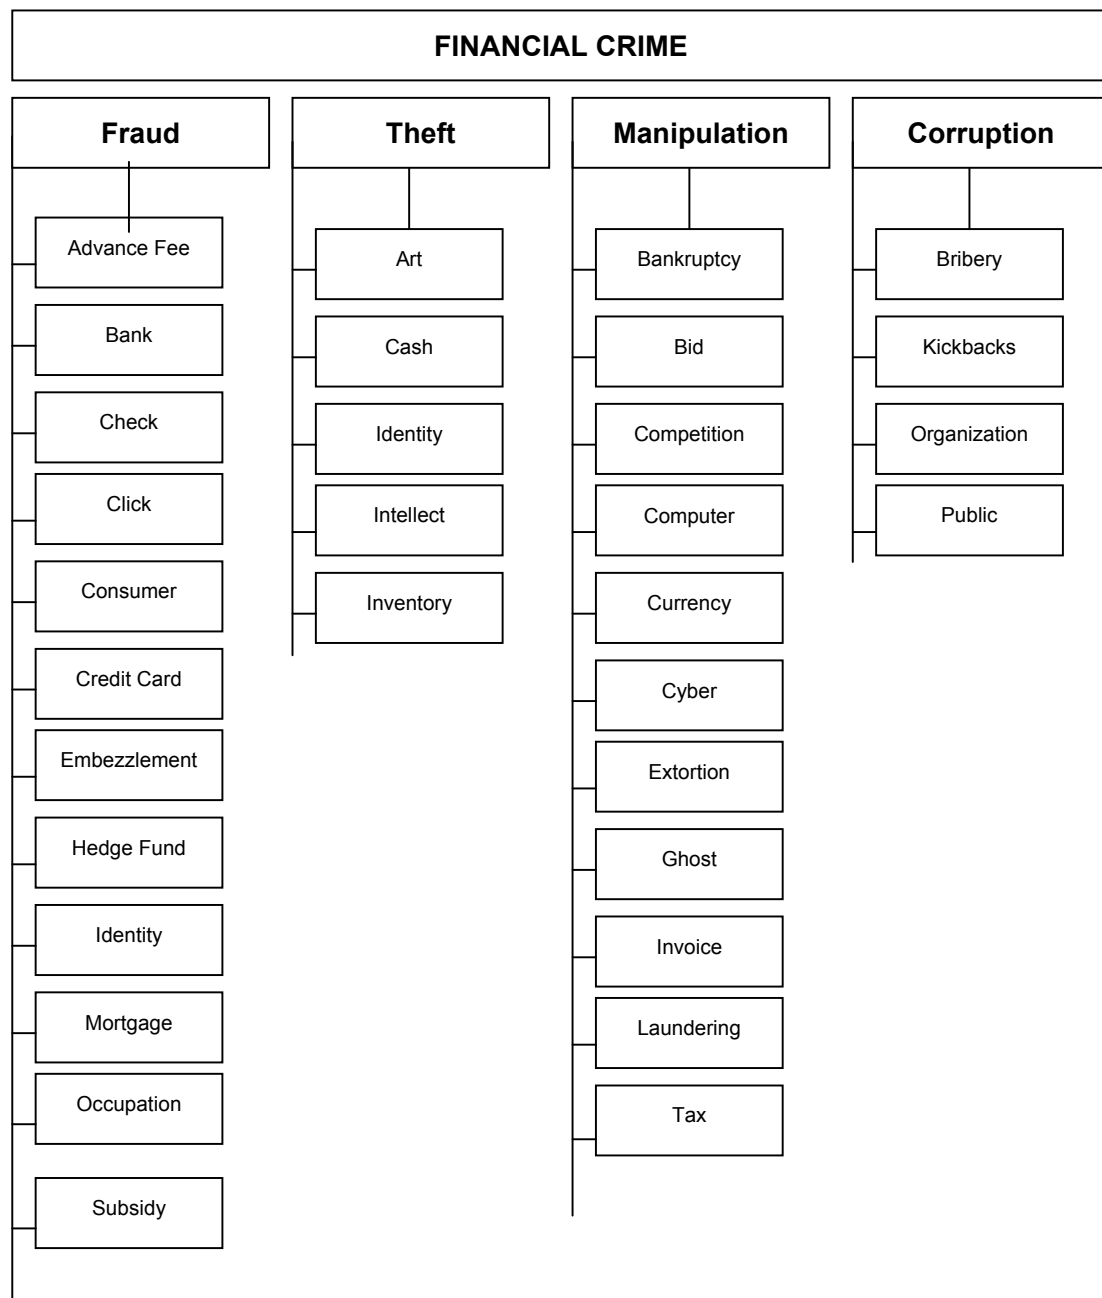 FINANCIAL CRIME
Fraud
Advance Fee
Bank
Check
Click
Consumer
Credit Card
Embezzlement
Hedge Fund
Identity
Mortgage
Occupation
Subsidy
Theft
Art
Cash
Identity
Intellect
Inventory
Manipulation
Bankruptcy
Bid
Competition
Computer
Currency
Cyber
Extortion
Ghost
Invoice
Laundering
Tax
Corruption
Bribery
Kickbacks
Organization
Public